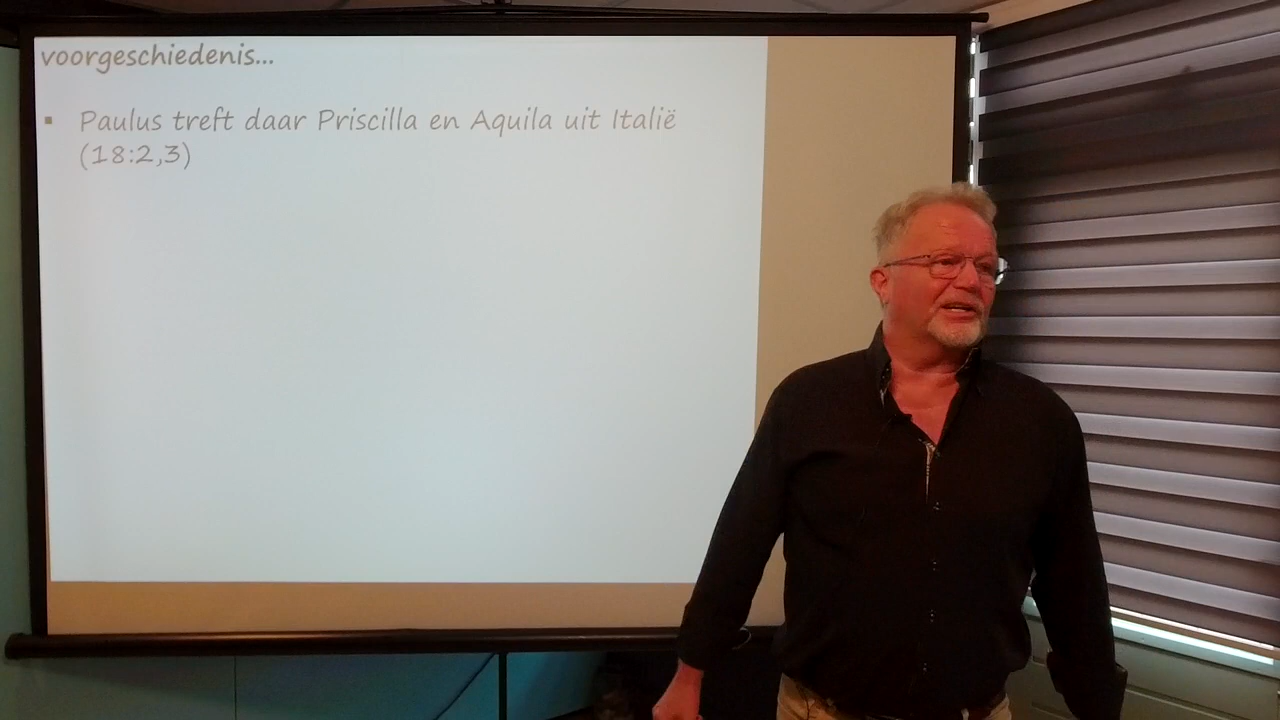 voorgeschiedenis...
▪ Paulus treft daar Priscilla en Aquila uit Italië
(18:2,3)